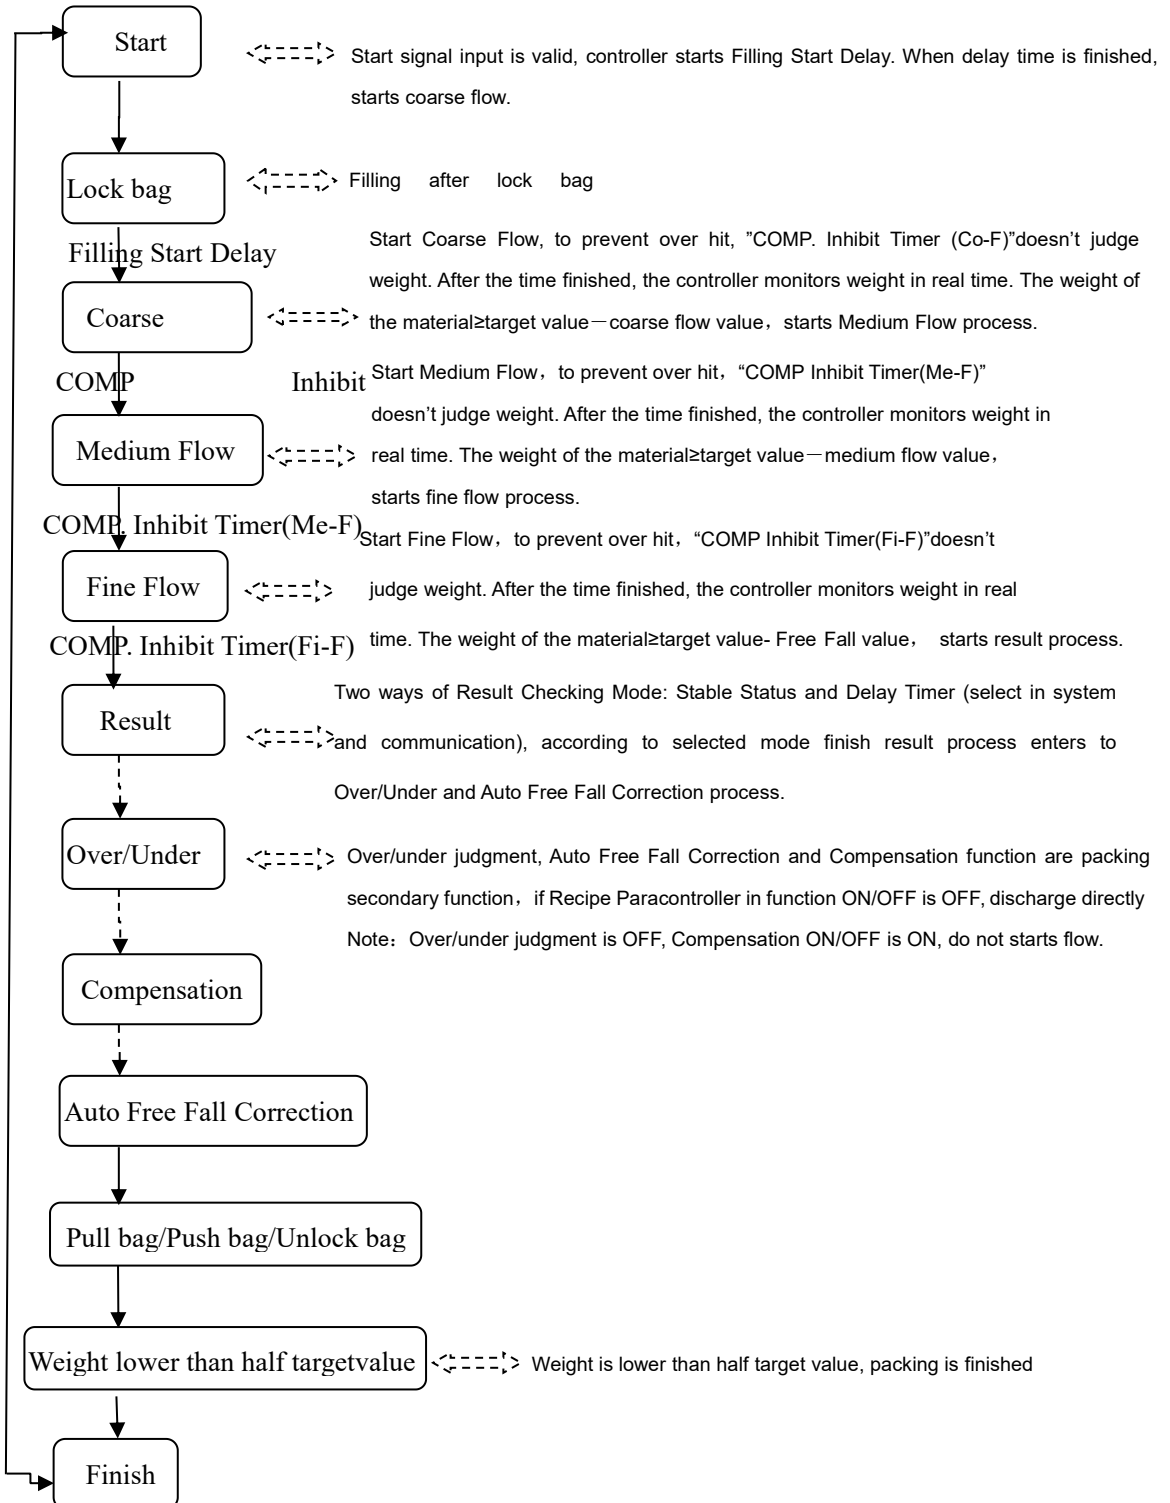 Start
Start signal input is valid, controller starts Filling Start Delay. When delay time is finished,
starts coarse flow.
Lock bag
Filling after lock bag
Filling Start Delay
Start Coarse Flow, to prevent over hit, ”COMP. Inhibit Timer (Co-F)”doesn’t judge
weight. After the time finished, the controller monitors weight in real time. The weight of
the material≥target value－coarse flow value，starts Medium Flow process.
Coarse
COMP Inhibit
Start Medium Flow，to prevent over hit，“COMP Inhibit Timer(Me-F)”
doesn’t judge weight. After the time finished, the controller monitors weight in
real time. The weight of the material≥target value－medium flow value，
starts fine flow process.
Medium Flow
COMP. Inhibit Timer(Me-F)
Start Fine Flow，to prevent over hit，“COMP Inhibit Timer(Fi-F)”doesn’t
judge weight. After the time finished, the controller monitors weight in real
time. The weight of the material≥target value- Free Fall value， starts result process.
Fine Flow
COMP. Inhibit Timer(Fi-F)
Two ways of Result Checking Mode: Stable Status and Delay Timer (select in system
and communication), according to selected mode finish result process enters to
Over/Under and Auto Free Fall Correction process.
Result
Over/Under
Over/under judgment, Auto Free Fall Correction and Compensation function are packing
secondary function，if Recipe Paracontroller in function ON/OFF is OFF, discharge directly
Note：Over/under judgment is OFF, Compensation ON/OFF is ON, do not starts flow.
Compensation
Auto Free Fall Correction
Pull bag/Push bag/Unlock bag
Weight lower than half targetvalue
Weight is lower than half target value, packing is finished
Finish